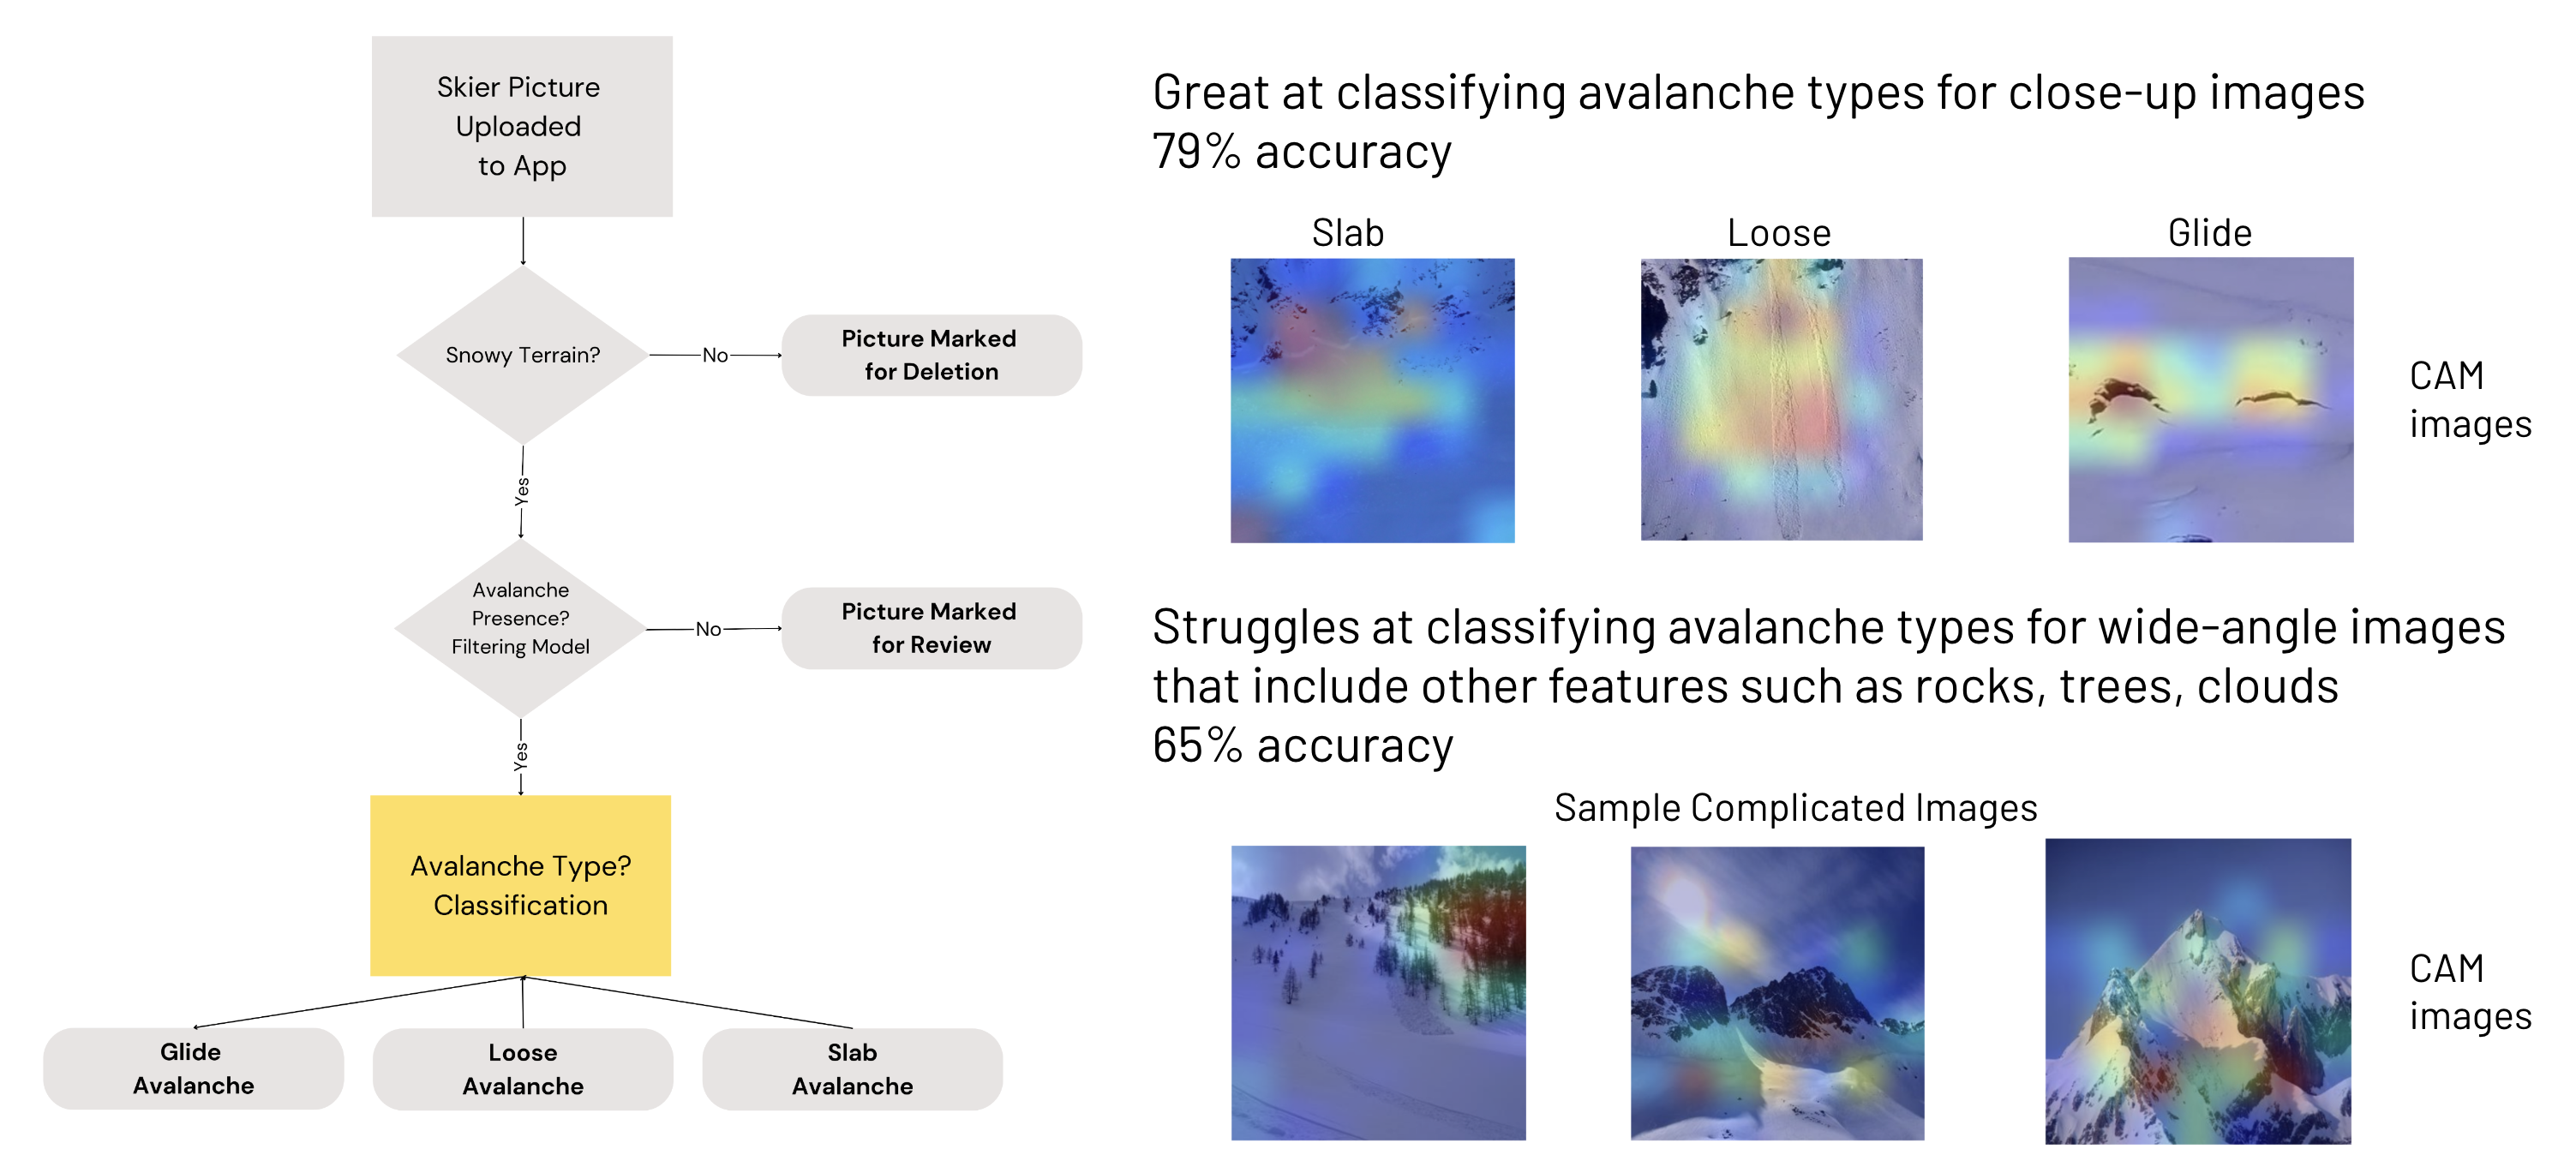 Skier Picture
Uploaded
to App
Snowy Terrain?
No
Picture Marked
for Deletion
Yes
Avalanche
Presence?
Filtering Model
No
Picture Marked
for Review
Yes
Avalanche Type?
Classification
Glide
Avalanche
Loose
Avalanche
Slab
Avalanche
Great at classifying avalanche types for close-up images
79% accuracy
Slab
Loose
Glide
CAM
images
Struggles at classifying avalanche types for wide-angle images
that include other features such as rocks, trees, clouds
65% accuracy
Sample Complicated Images
CAM
images